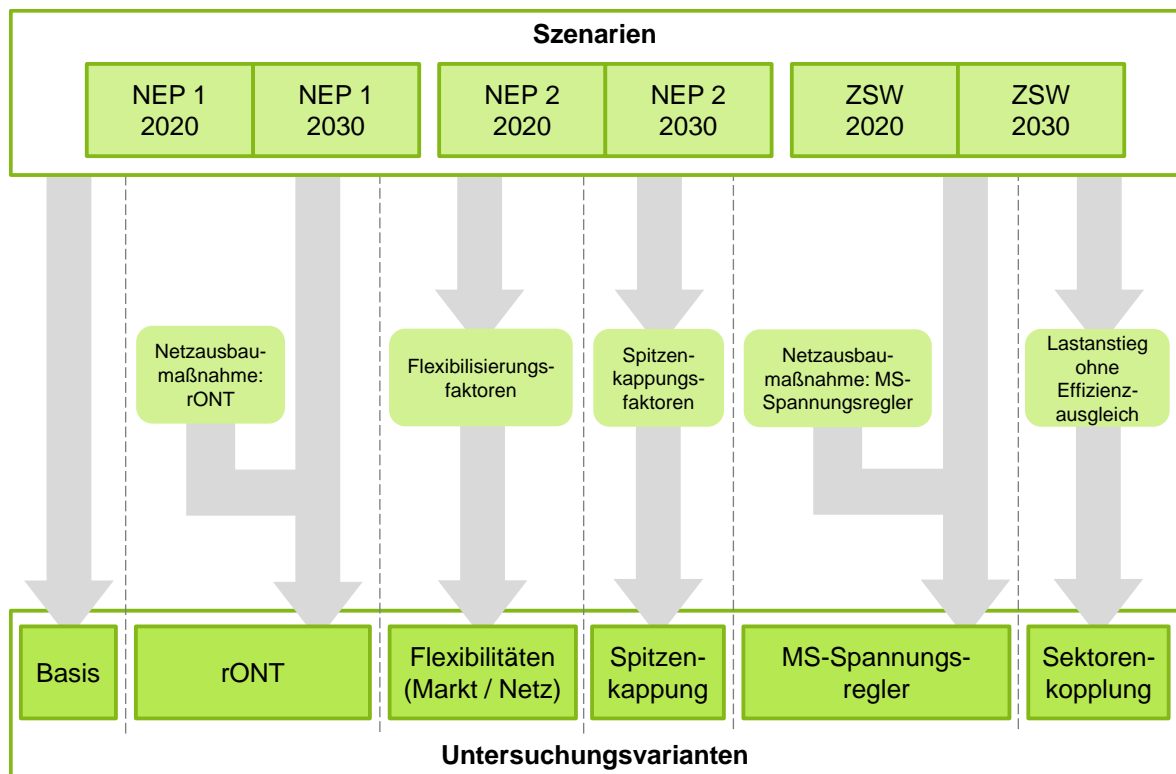 Szenarien
NEP 1
2020
NEP 1
2030
NEP 2
2020
NEP 2
2030
ZSW
2020
ZSW
2030
Netzausbau-
maßnahme:
rONT
Flexibilisierungs-
faktoren
Spitzen-
kappungs-
faktoren
Netzausbau-
maßnahme: MS-
Spannungsregler
Lastanstieg
ohne
Effizienz-
ausgleich
Basis
rONT
Flexibilitäten
(Markt / Netz)
Spitzen-
kappung
MS-Spannungs-
regler
Sektoren-
kopplung
Untersuchungsvarianten